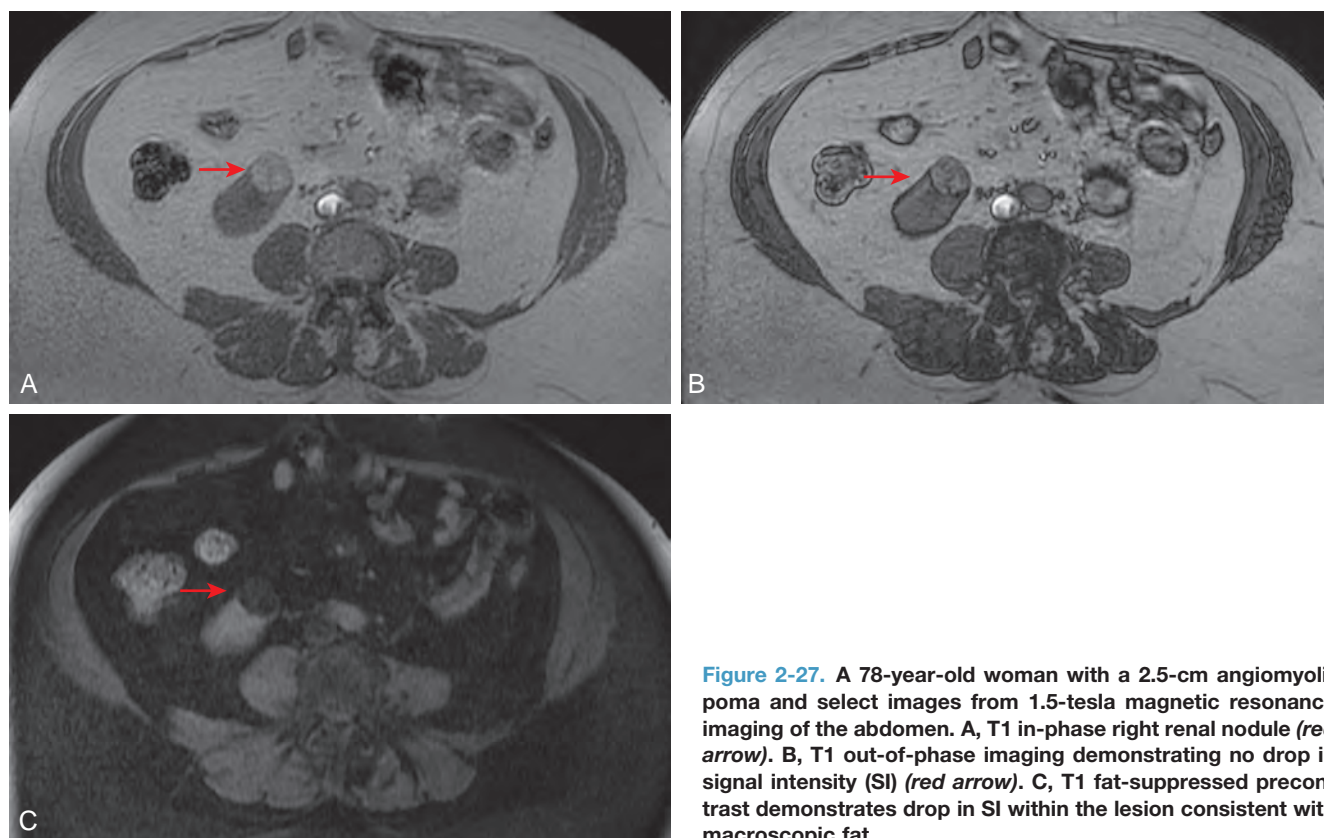 A
B
C
Figure 2-27. A 78-year-old woman with a 2.5-cm angiomyoli
poma and select images from 1.5-tesla magnetic resonanc
imaging of the abdomen. A, T1 in-phase right renal nodule (re
arrow). B, T1 out-of-phase imaging demonstrating no drop i
signal intensity (SI) (red arrow). C, T1 fat-suppressed precon
trast demonstrates drop in SI within the lesion consistent wit
macroscopic fat.